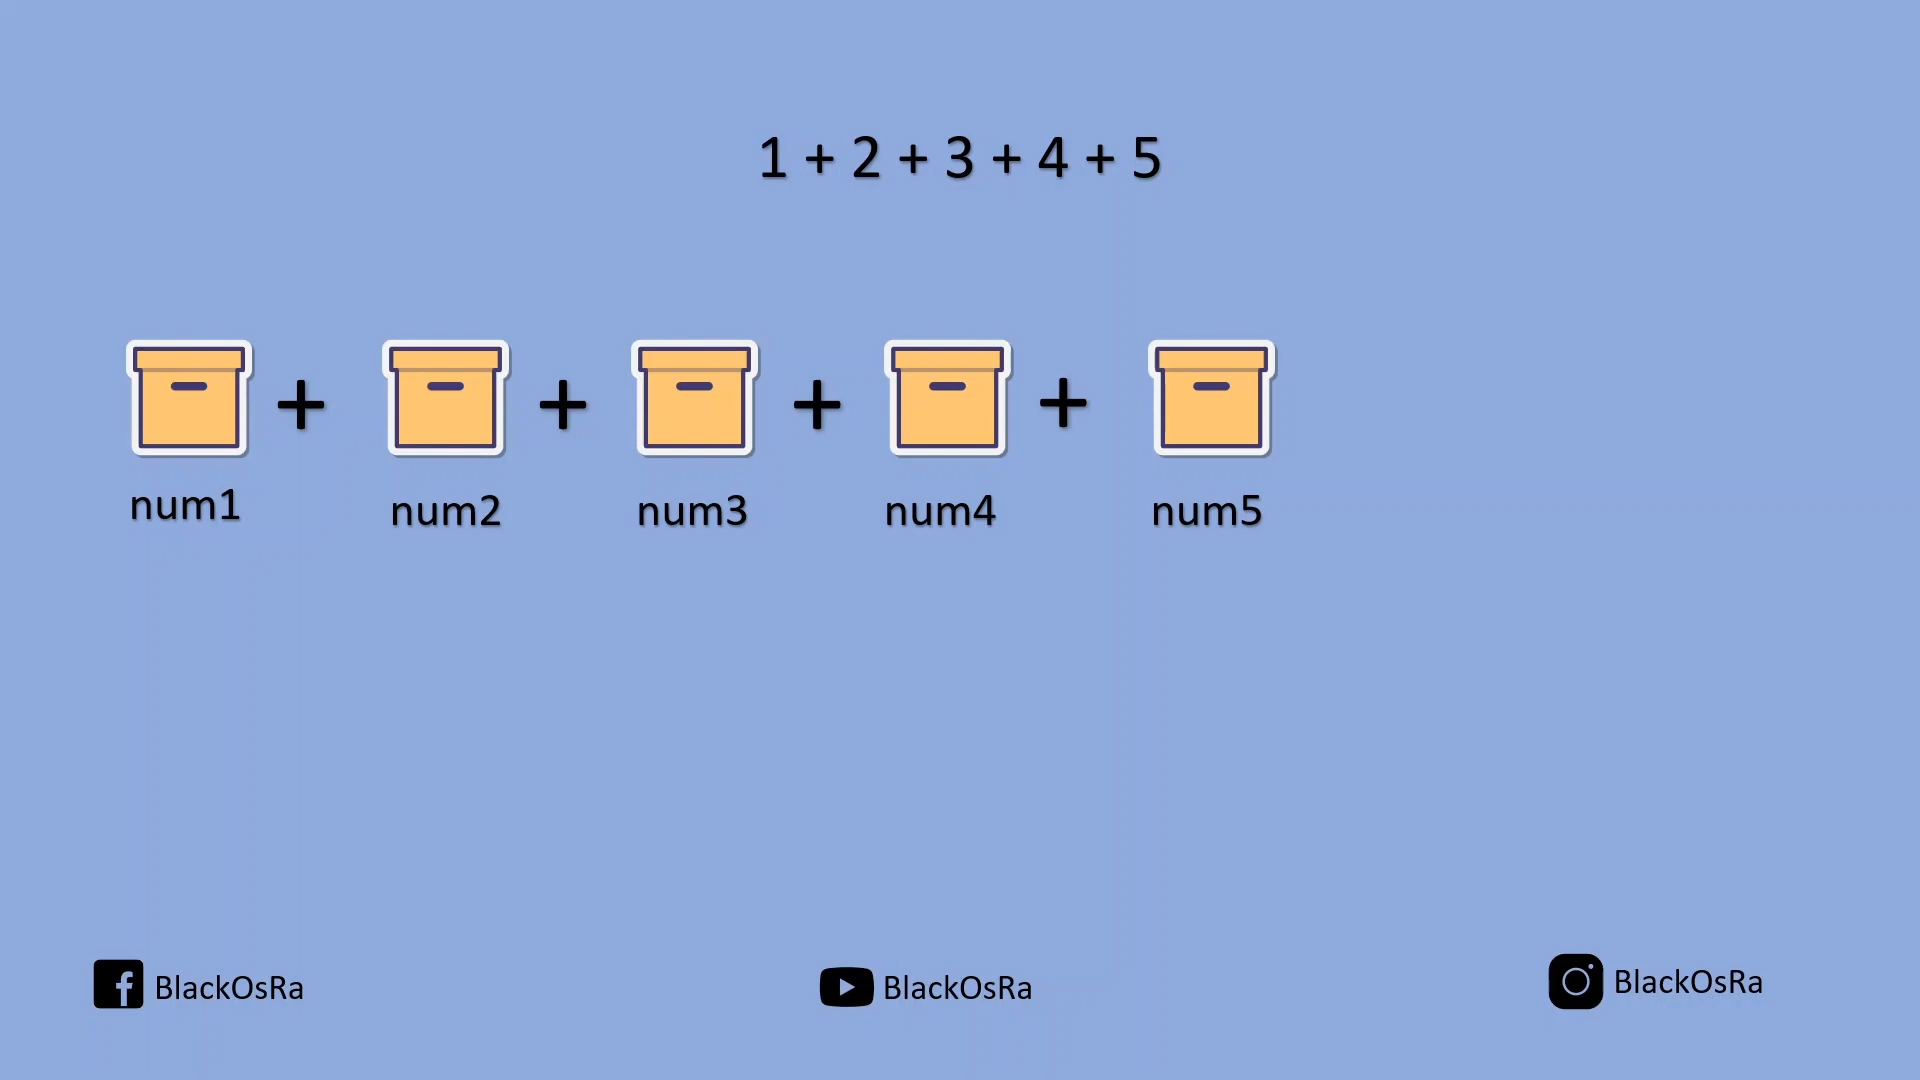 1 + 2 + 3 + 4 + 5
+ + + +
num1 num2 num3 num4 num5
BlackOsRa BlackOsRa BlackOsRa